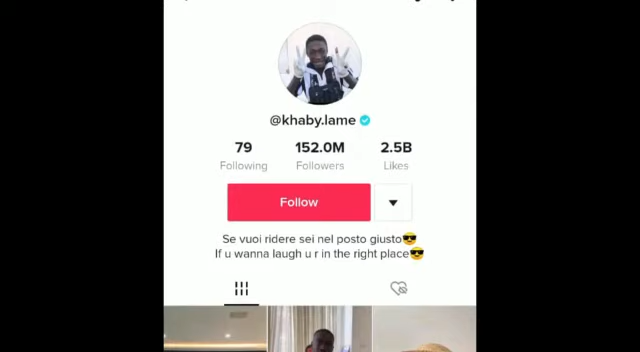 @khaby.lame
79 152.0M 2.5B
Following Followers Likes
Follow
Se vuoi ridere sei nel posto giusto😎
If u wanna laugh u r in the right place😎